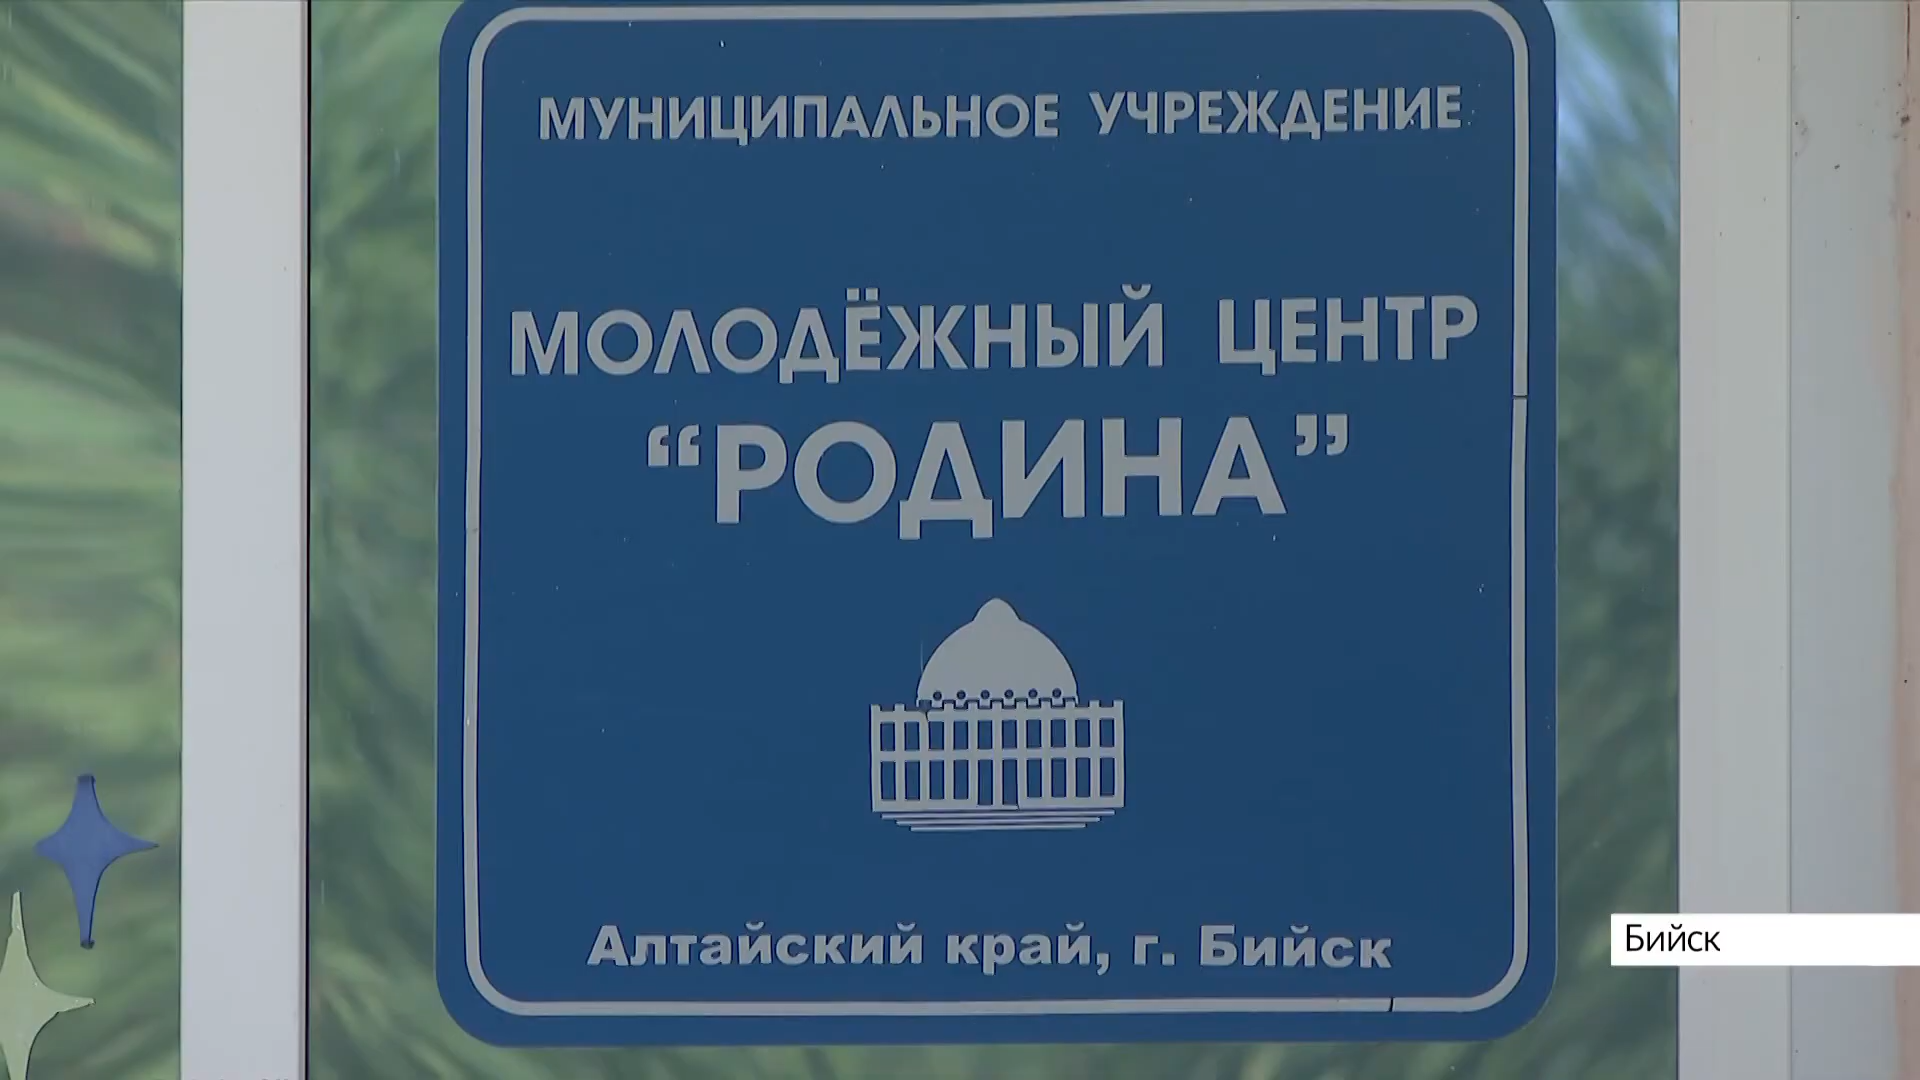 МУНИЦИПАЛЬНОЕ УЧРЕЖДЕНИЕ
МОЛОДЁЖНЫЙ ЦЕНТР
“РОДИНА”
Алтайский край, г. Бийск
Бийск